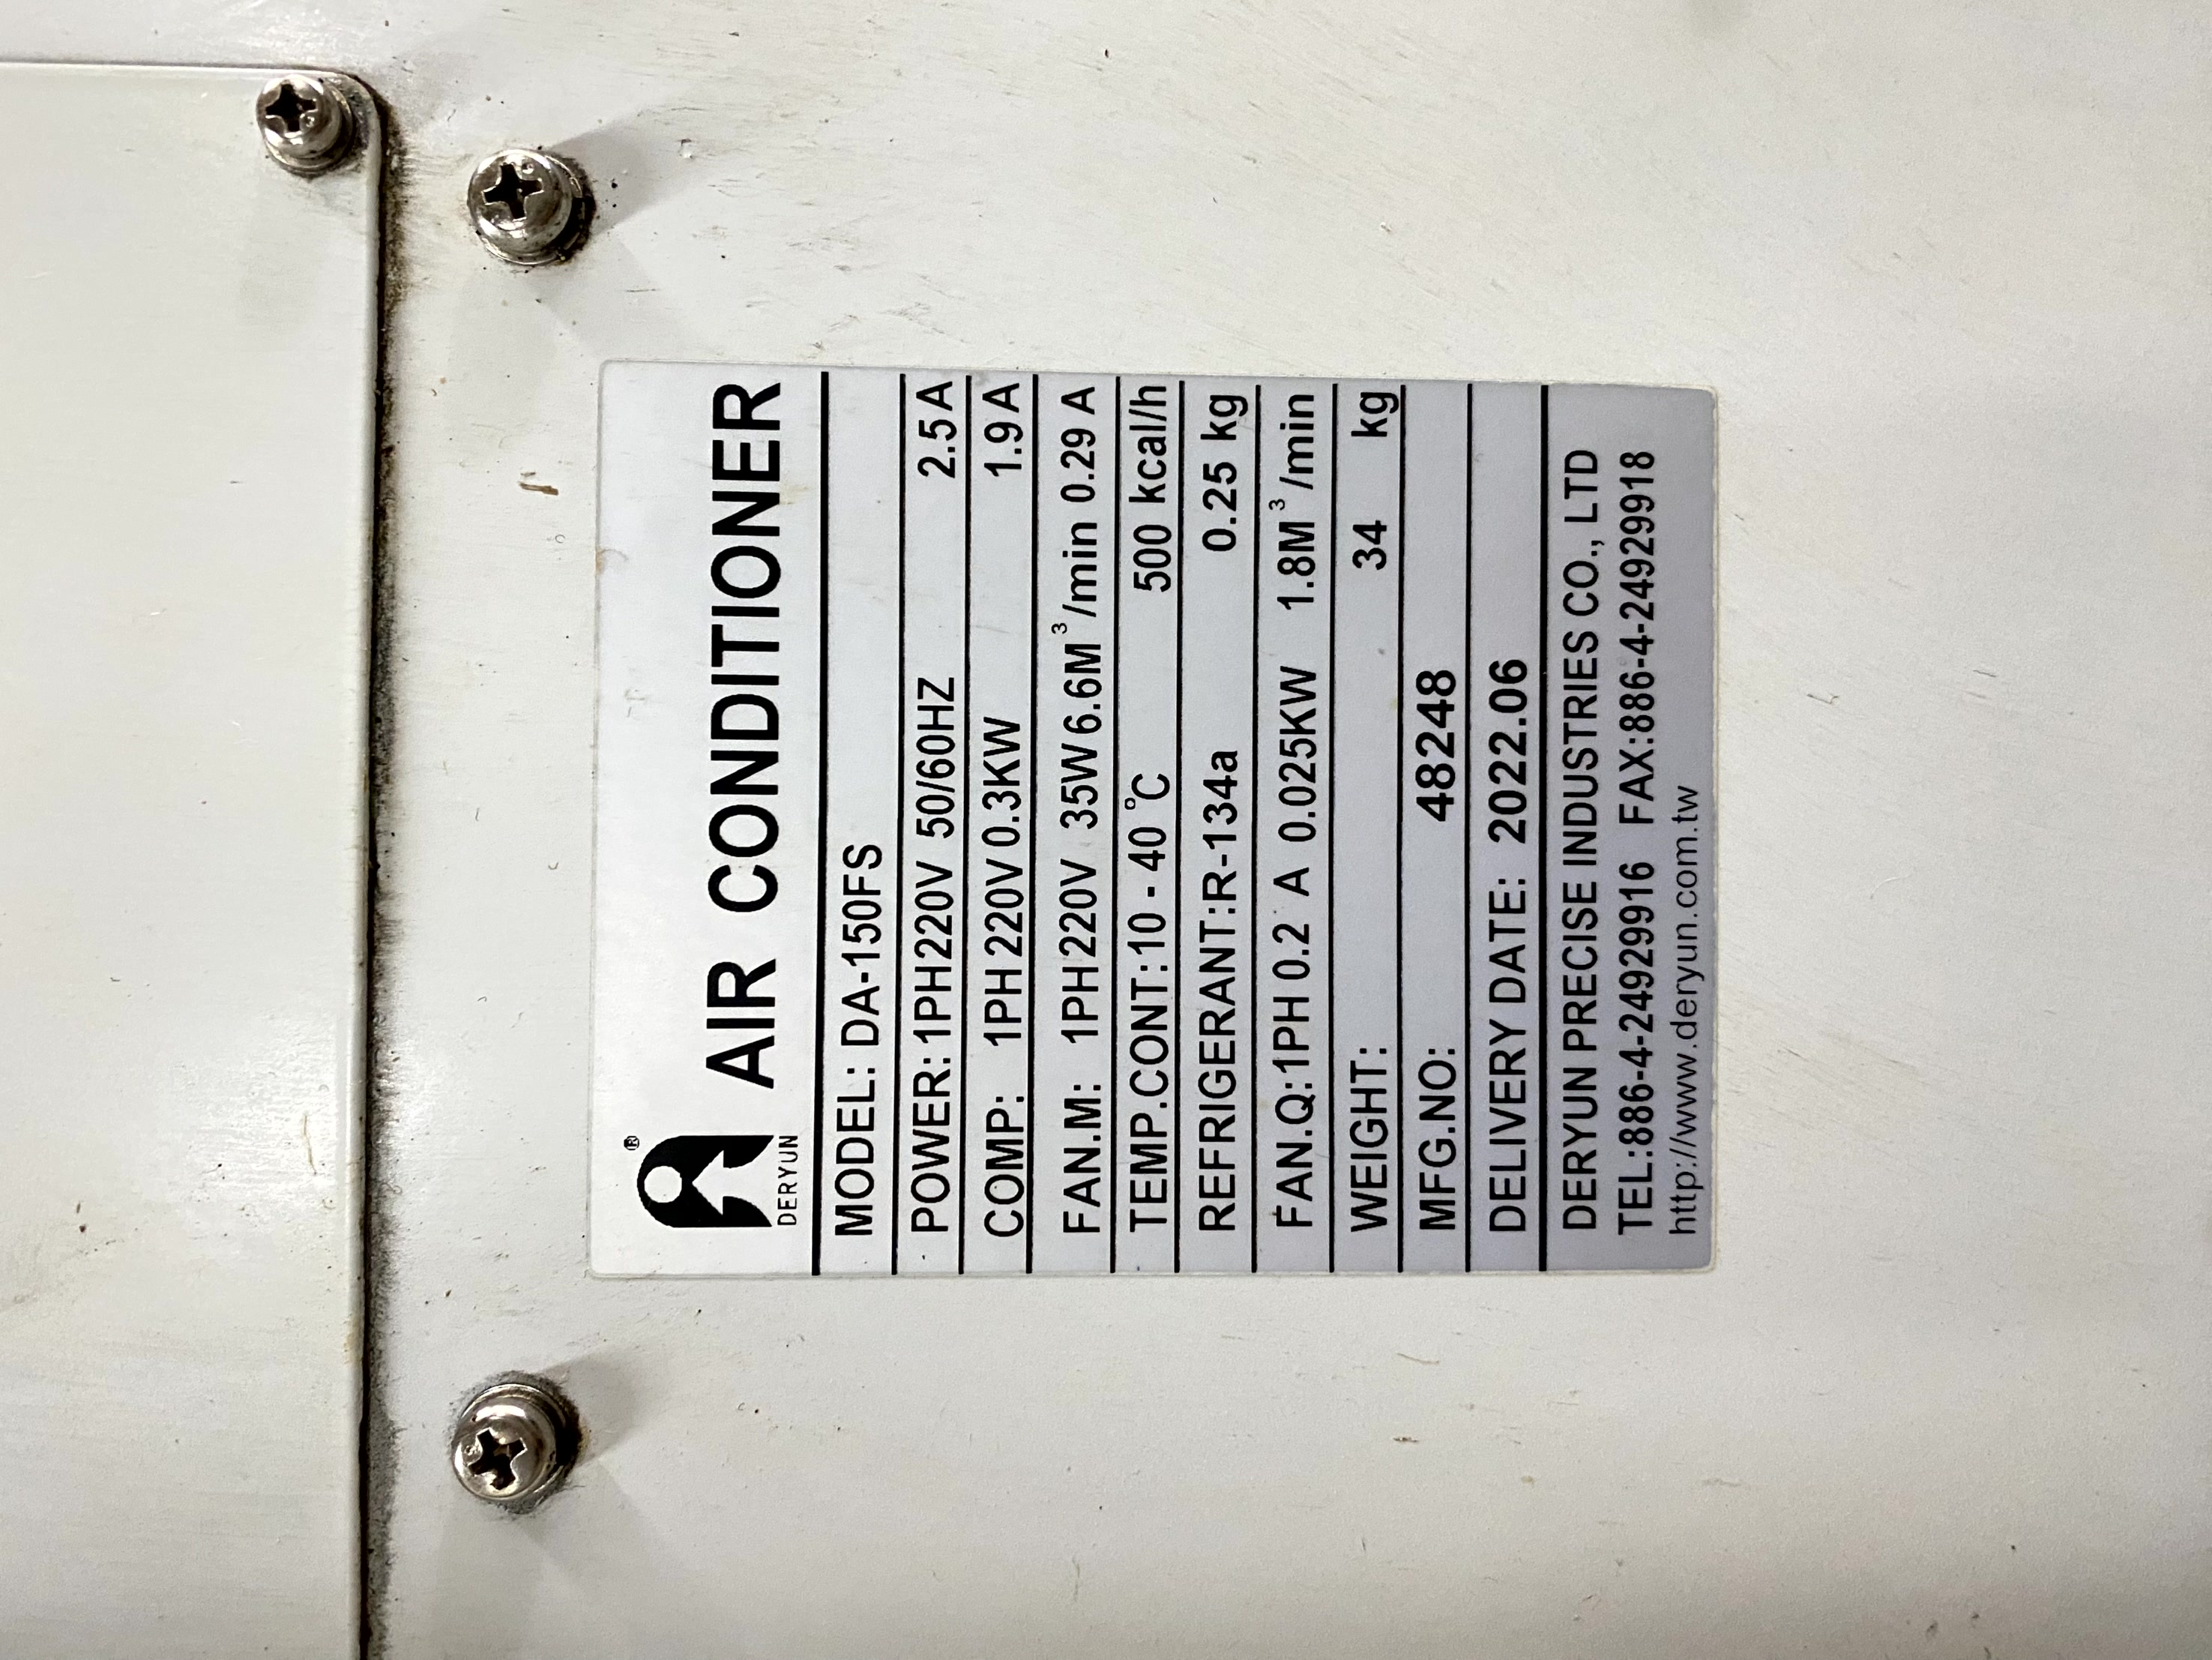 ®
DERYUN
AIR CONDITIONER
MODEL: DA-150FS
POWER: 1PH 220V 50/60HZ 2.5 A
COMP: 1PH 220V 0.3KW 1.9 A
FAN.M: 1PH 220V 35W 6.6M³/min 0.29 A
TEMP.CONT: 10 - 40 ℃ 500 kcal/h
REFRIGERANT: R-134a 0.25 kg
FAN.Q: 1PH 0.2 A 0.025KW 1.8M³/min
WEIGHT: 34 kg
MFG.NO: 48248
DELIVERY DATE: 2022.06
DERYUN PRECISE INDUSTRIES CO., LTD
TEL:886-4-24929916 FAX:886-4-24929918
http://www.deryun.com.tw